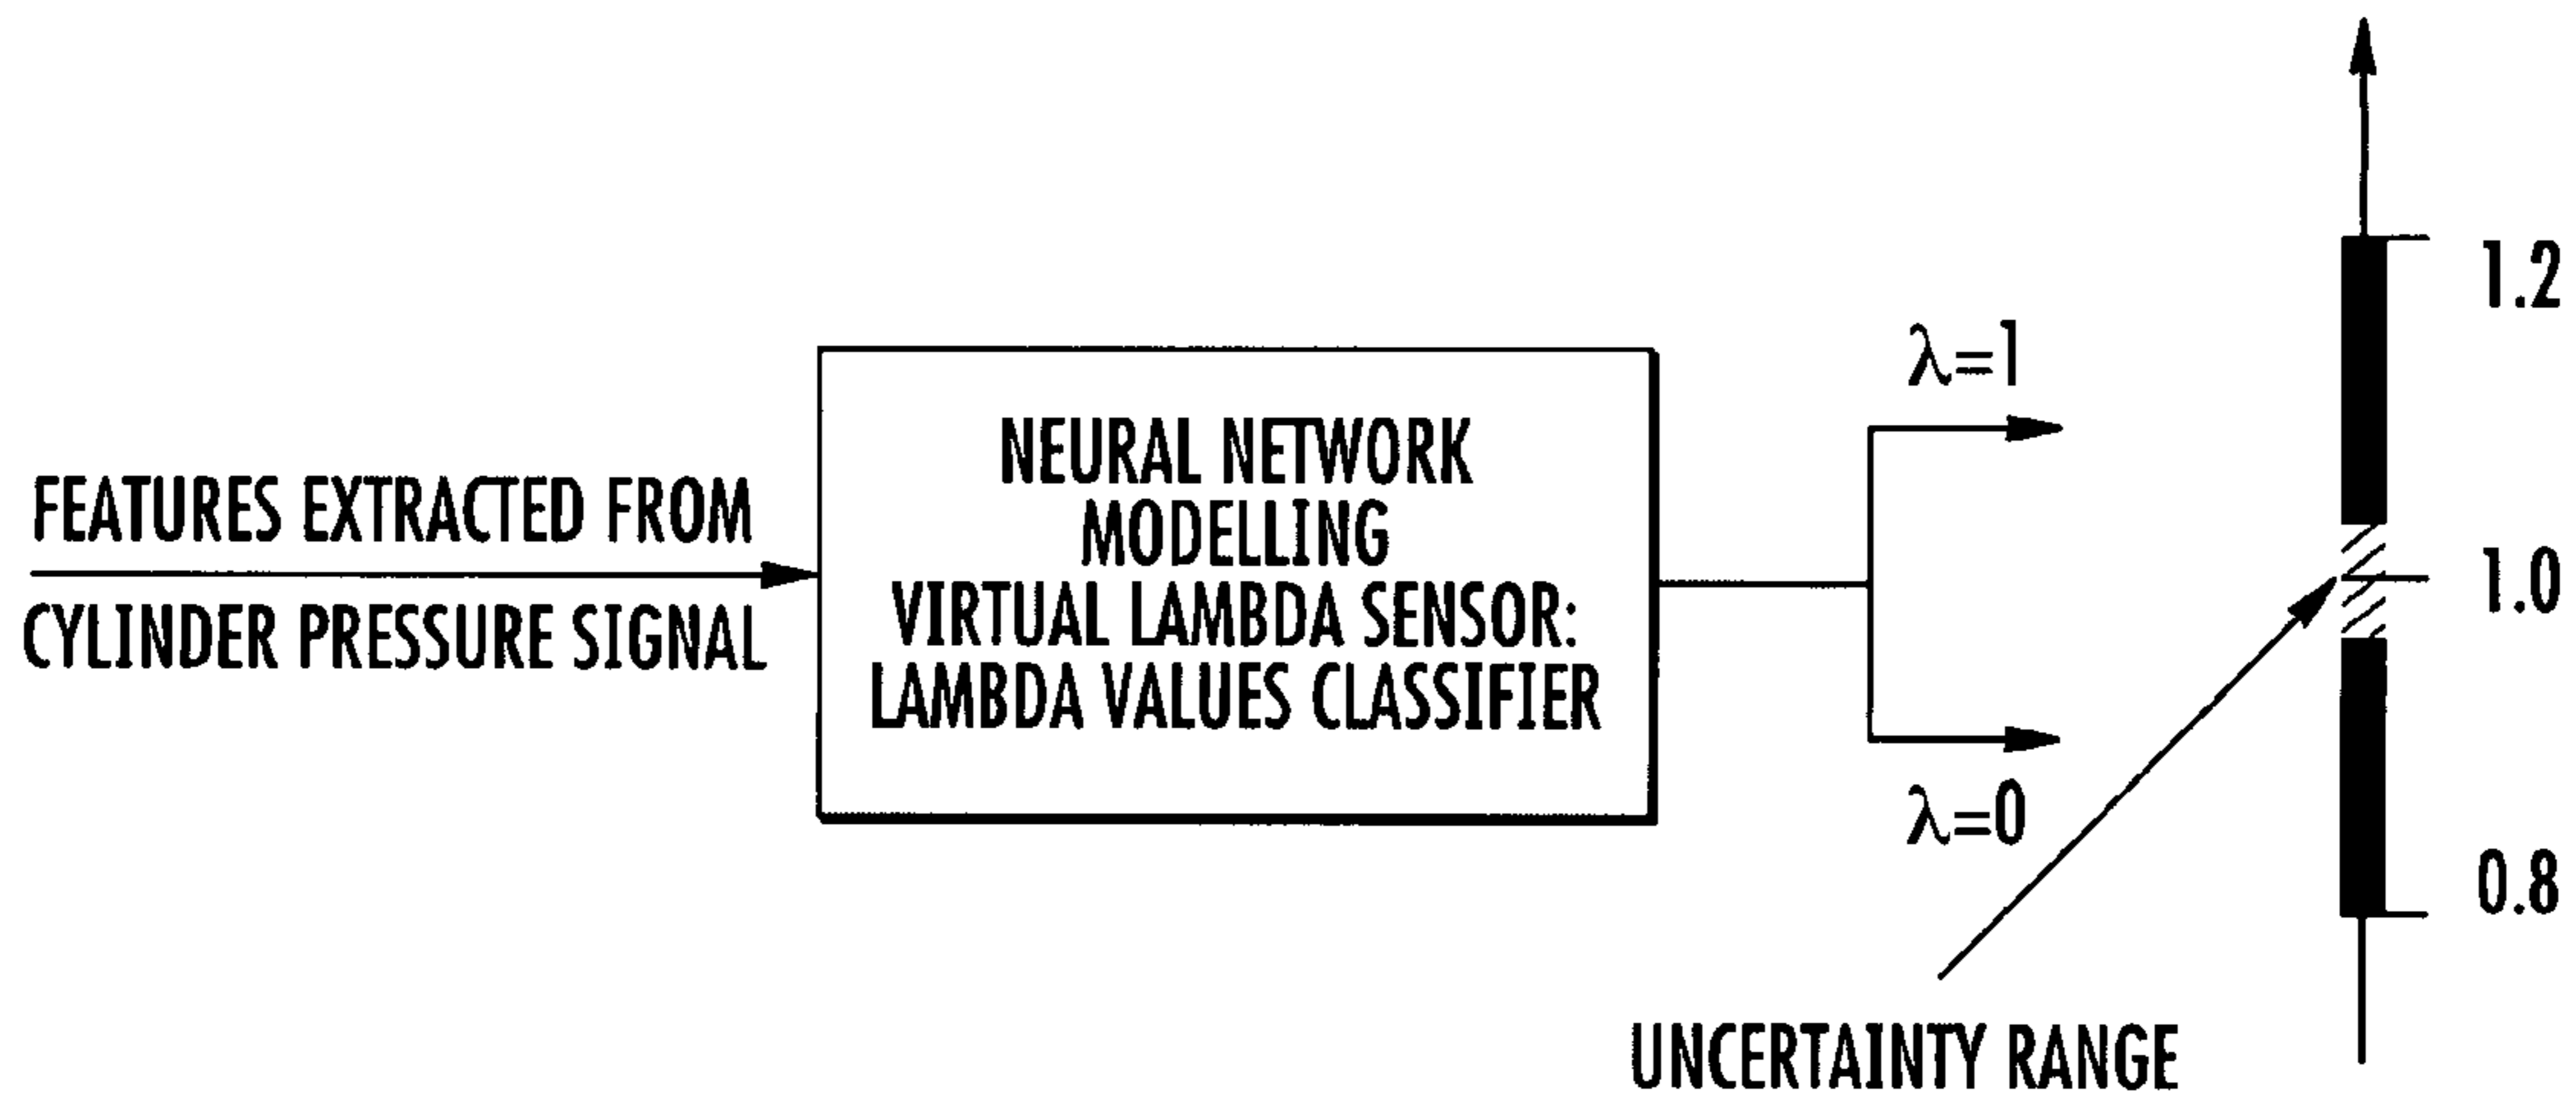 FEATURES EXTRACTED FROM
CYLINDER PRESSURE SIGNAL
NEURAL NETWORK
MODELLING
VIRTUAL LAMBDA SENSOR:
LAMBDA VALUES CLASSIFIER
λ=1
λ=0
UNCERTAINTY RANGE
1.2
1.0
0.8